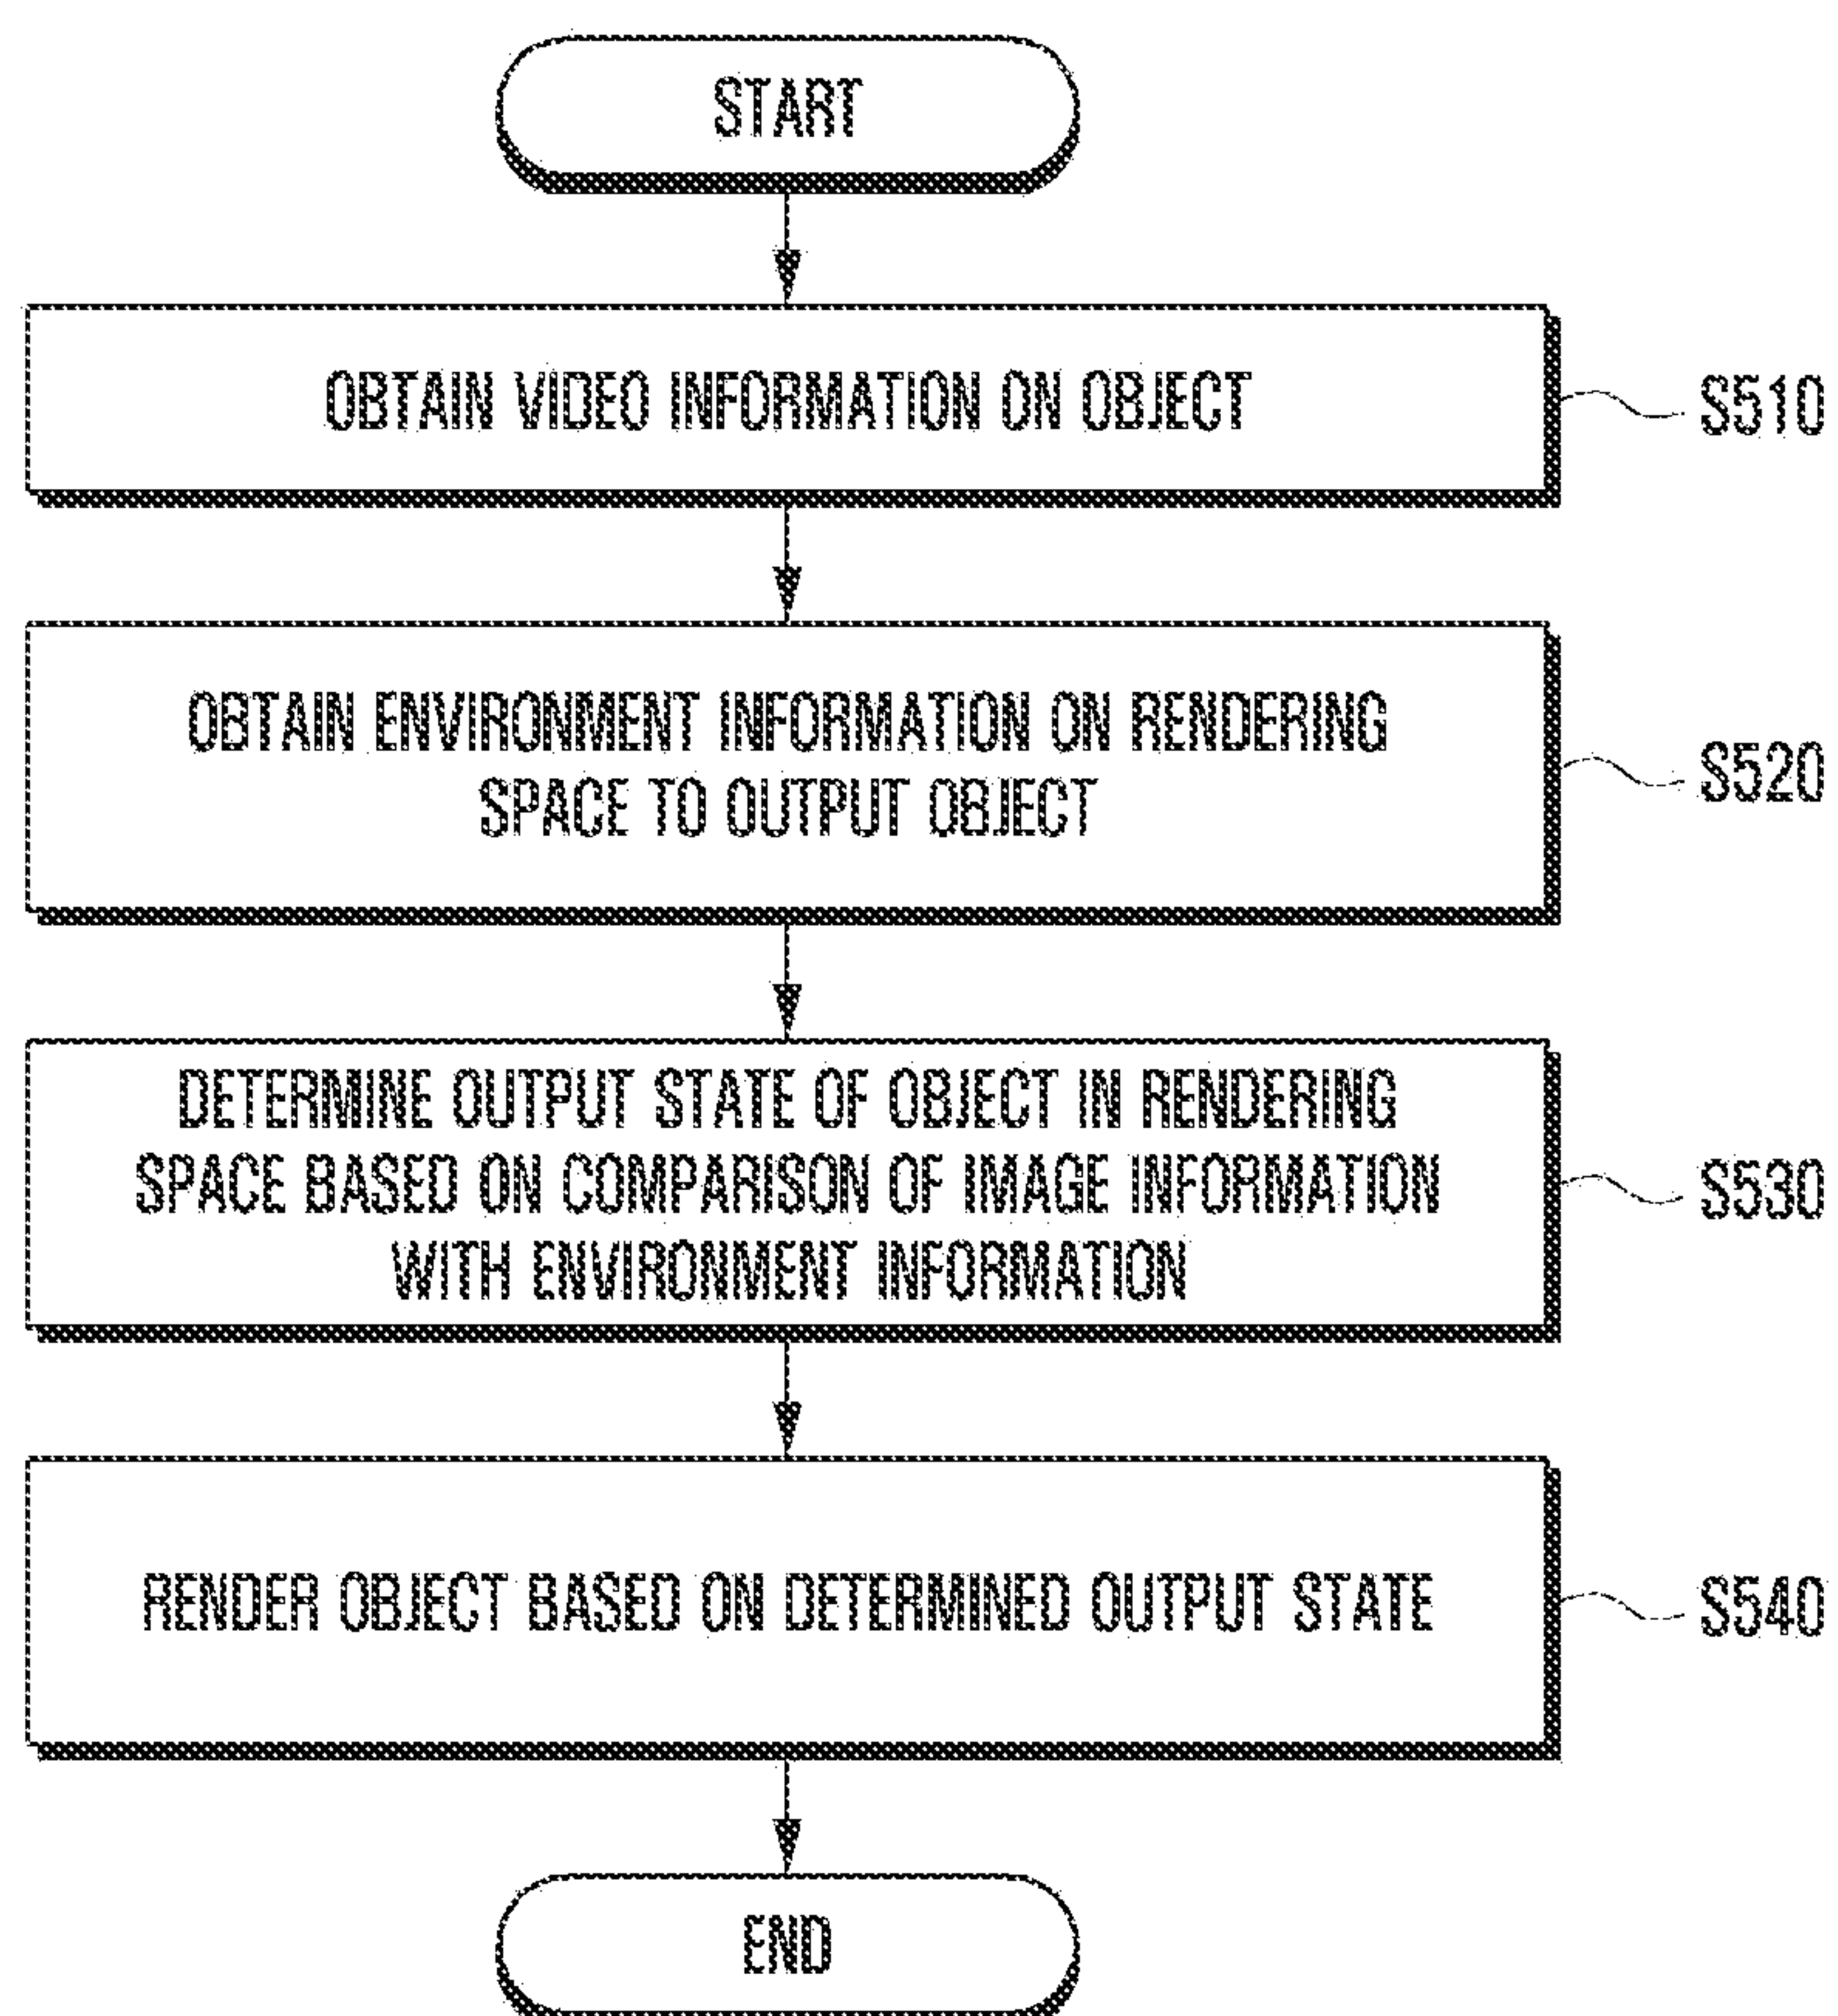 START
OBTAIN VIDEO INFORMATION ON OBJECT
S510
OBTAIN ENVIRONMENT INFORMATION ON RENDERING
SPACE TO OUTPUT OBJECT
S520
DETERMINE OUTPUT STATE OF OBJECT IN RENDERING
SPACE BASED ON COMPARISON OF IMAGE INFORMATION
WITH ENVIRONMENT INFORMATION
S530
RENDER OBJECT BASED ON DETERMINED OUTPUT STATE
S540
END